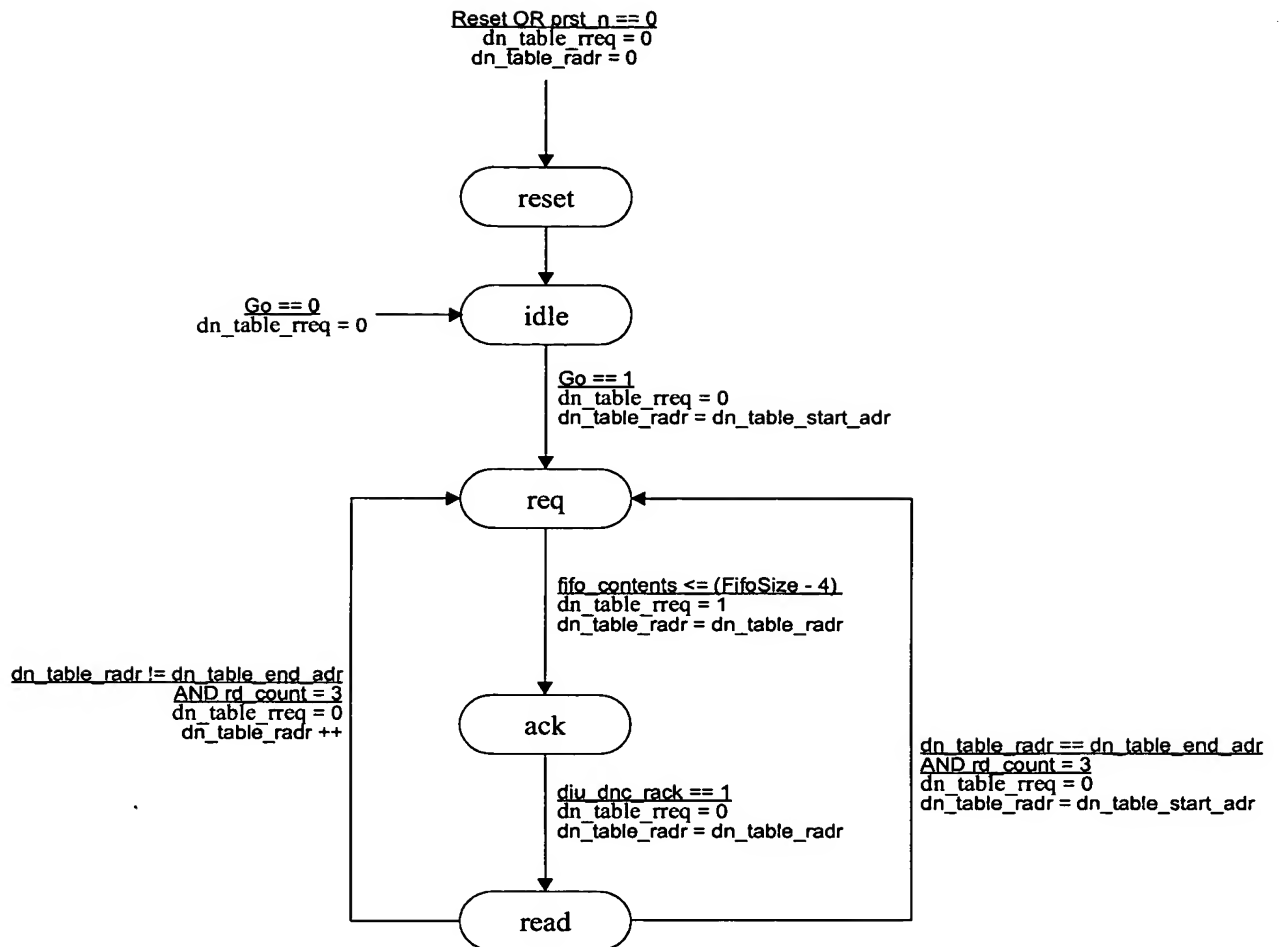 Reset OR prst_n == 0
dn_table_rreq = 0
dn_table_radr = 0
reset
idle
Go == 0
dn_table_rreq = 0
Go == 1
dn_table_rreq = 0
dn_table_radr = dn_table_start_adr
req
fifo_contents <= (FifoSize - 4)
dn_table_rreq = 1
dn_table_radr = dn_table_radr
dn_table_radr != dn_table_end_adr
AND rd_count = 3
dn_table_rreq = 0
dn_table_radr ++
ack
dn_table_radr == dn_table_end_adr
AND rd_count = 3
dn_table_rreq = 0
dn_table_radr = dn_table_start_adr
diu_dnc_rack == 1
dn_table_rreq = 0
dn_table_radr = dn_table_radr
read